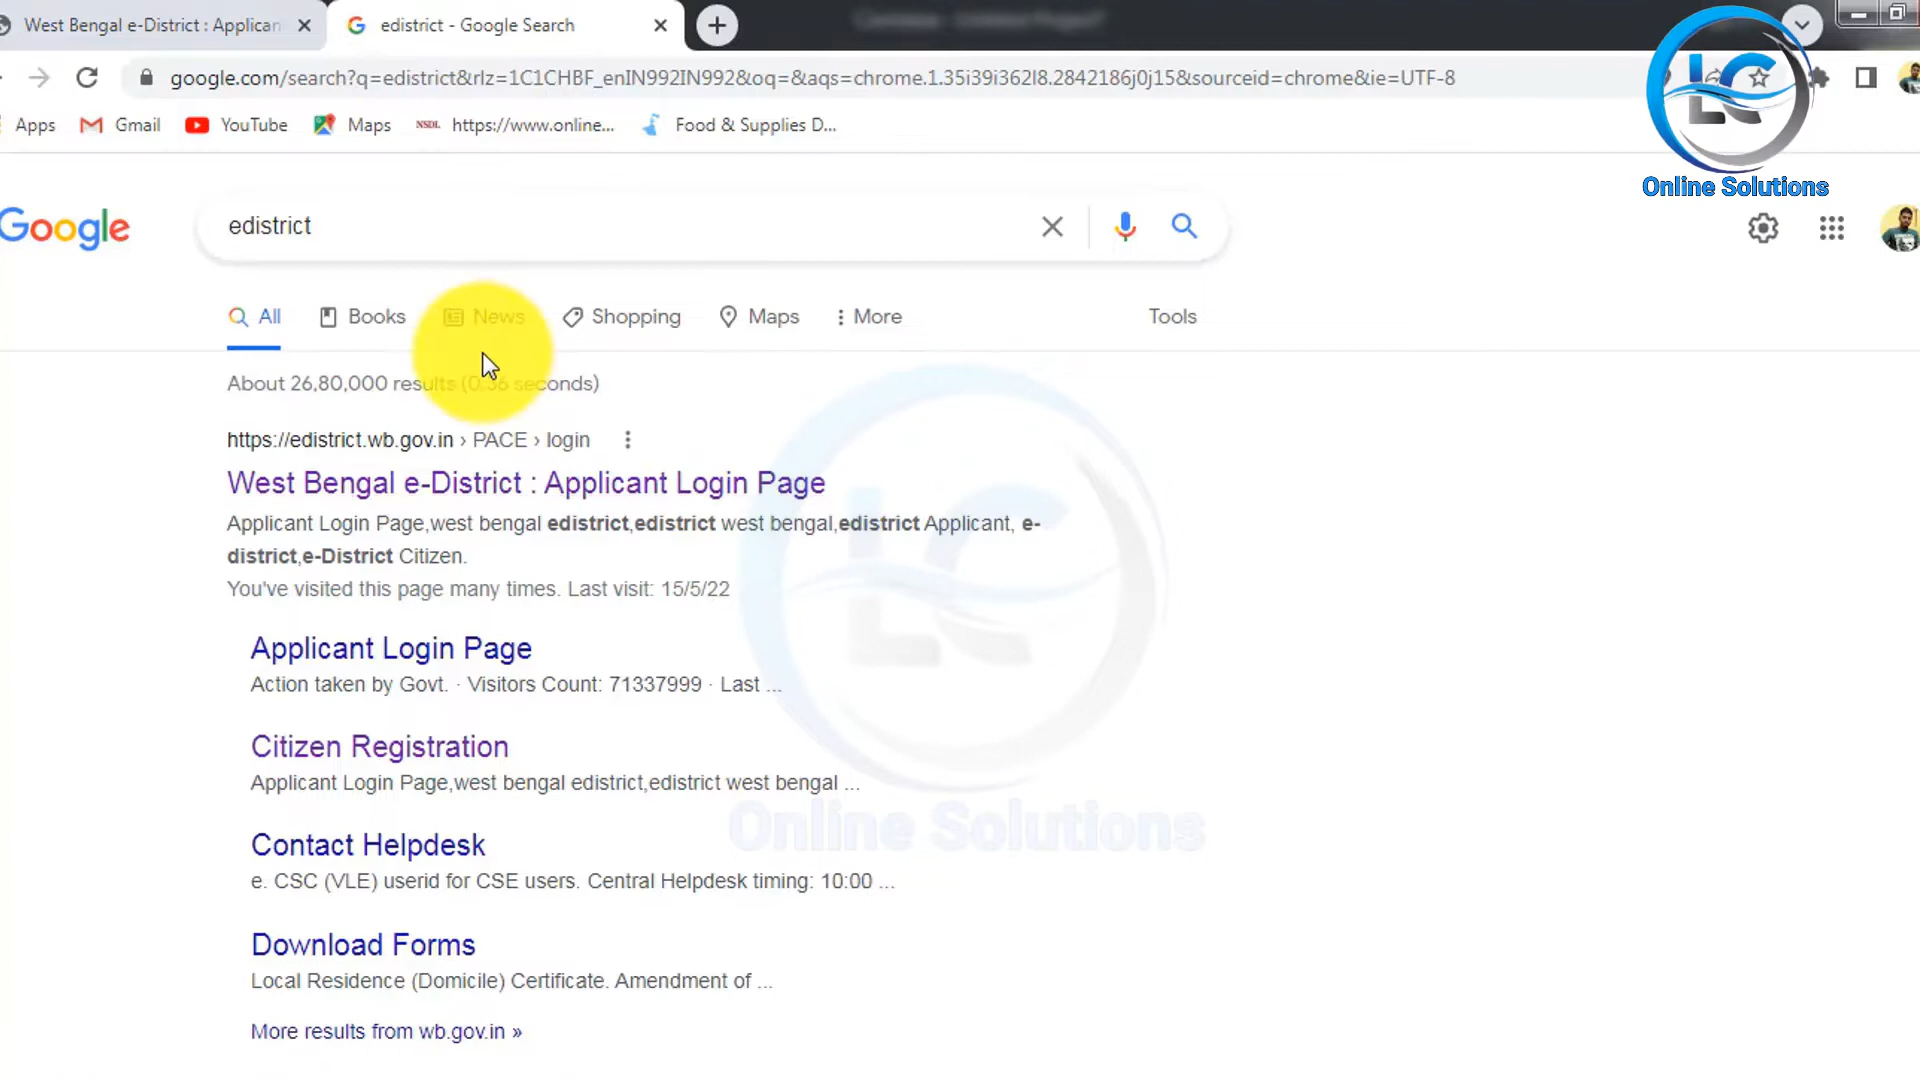 West Bengal e-District : Applican
edistrict - Google Search
google.com/search?q=edistrict&rlz=1C1CHBF_enIN992IN992&oq=&aqs=chrome.1.35i39i362l8.2842186j0j15&sourceid=chrome&ie=UTF-8
Apps Gmail YouTube Maps NSDL https://www.online... Food & Supplies D...
LC
Online Solutions
Google
edistrict
All Books News Shopping Maps More Tools
About 26,80,000 results (0.36 seconds)
https://edistrict.wb.gov.in › PACE › login
West Bengal e-District : Applicant Login Page
Applicant Login Page,west bengal edistrict,edistrict west bengal,edistrict Applicant, e-
district,e-District Citizen.
You've visited this page many times. Last visit: 15/5/22
Applicant Login Page
Action taken by Govt. · Visitors Count: 71337999 · Last ...
Citizen Registration
Applicant Login Page,west bengal edistrict,edistrict west bengal ...
Contact Helpdesk
e. CSC (VLE) userid for CSE users. Central Helpdesk timing: 10:00 ...
Download Forms
Local Residence (Domicile) Certificate. Amendment of ...
More results from wb.gov.in »
LC
Online Solutions